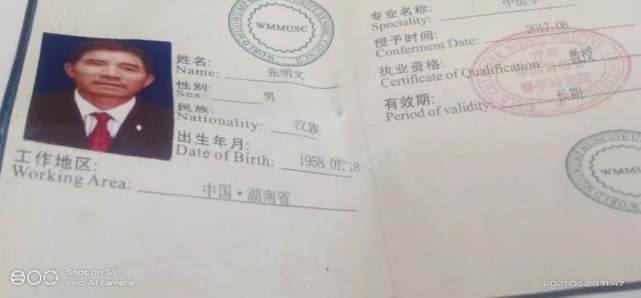 WMMUSC
姓名: 张明文
Name:
性别: 男
Sex:
民族: 汉族
Nationality:
出生年月: 1958.01.18
Date of Birth:
工作地区: 中国·湖南省
Working Area:
专业名称:
Speciality:
授予时间: 2017.08
Conferment Date:
执业资格: 教授
Certificate of Qualification:
有效期: 长期
Period of validity:
Shot on S1
vivo AI camera
2021.05.28 11:47